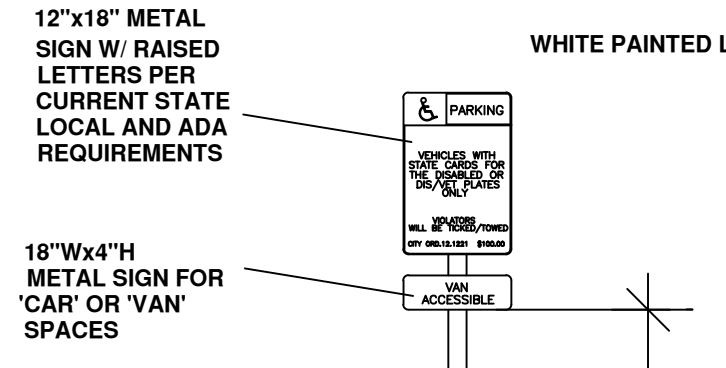 12"x18" METAL
SIGN W/ RAISED
LETTERS PER
CURRENT STATE
LOCAL AND ADA
REQUIREMENTS
WHITE PAINTED L
PARKING
VEHICLES WITH
STATE CARDS FOR
THE DISABLED OR
DIS/VET PLATES
ONLY
VIOLATORS
WILL BE TICKED/TOWED
CITY ORD.12.1221 $100.00
18"Wx4"H
METAL SIGN FOR
'CAR' OR 'VAN'
SPACES
VAN
ACCESSIBLE